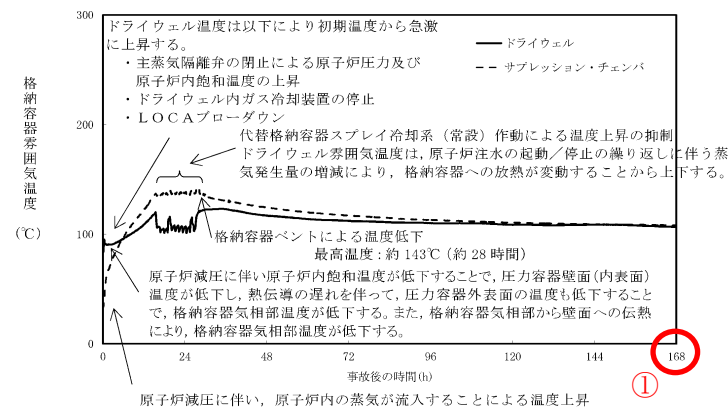 300
ドライウェル温度は以下により初期温度から急激
に上昇する。
・主蒸気隔離弁の閉止による原子炉圧力及び
原子炉内飽和温度の上昇
・ドライウェル内ガス冷却装置の停止
・ＬＯＣＡブローダウン
ドライウェル
サプレッション・チェンバ
格納容器雰囲気温度
(℃)
200
代替格納容器スプレイ冷却系（常設）作動による温度上昇の抑制
ドライウェル雰囲気温度は，原子炉注水の起動／停止の繰り返しに伴う蒸
気発生量の増減により，格納容器への放熱が変動することから上下する。
100
格納容器ベントによる温度低下
最高温度：約143℃（約28時間）
原子炉減圧に伴い原子炉内飽和温度が低下することで，圧力容器壁面（内表面）
温度が低下し，熱伝導の遅れを伴って，圧力容器外表面の温度も低下すること
で，格納容器気相部温度が低下する。また，格納容器気相部から壁面への伝熱
により，格納容器気相部温度が低下する。
0
0 24 48 72 96 120 144 168
事故後の時間(h)
①
原子炉減圧に伴い，原子炉内の蒸気が流入することによる温度上昇